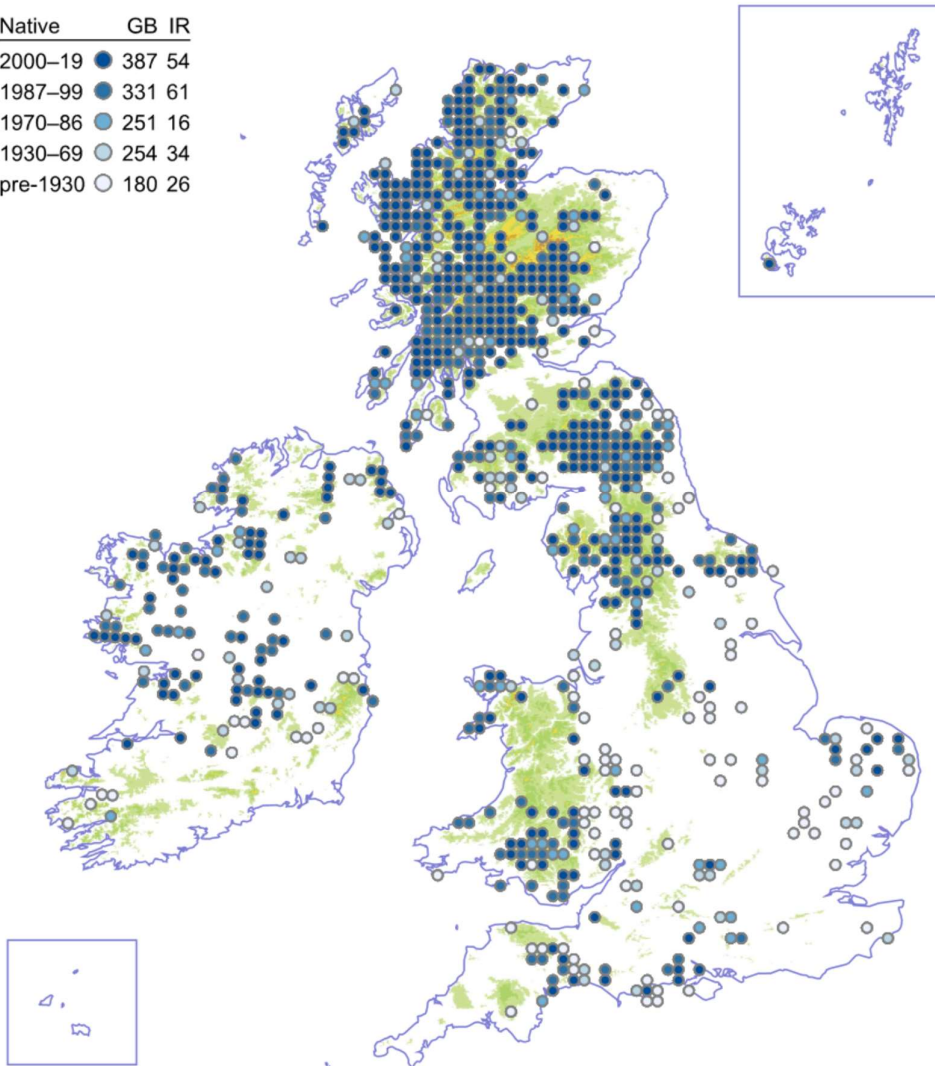 Native GB IR
2000–19 387 54
1987–99 331 61
1970–86 251 16
1930–69 254 34
pre-1930 180 26